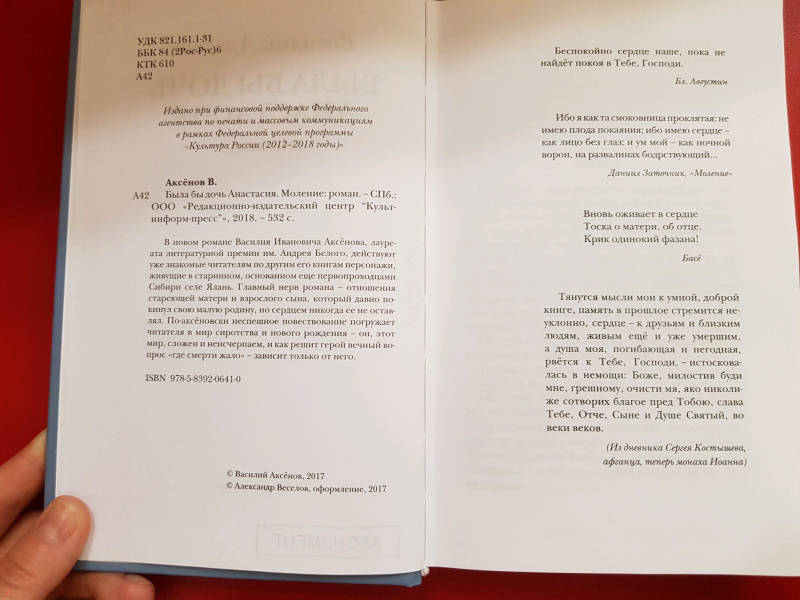 УДК 821.161.1-31
ББК 84 (2Рос-Рус)6
КТК 610
А42
Издано при финансовой поддержке Федерального
агентства по печати и массовым коммуникациям
в рамках Федеральной целевой программы
«Культура России (2012–2018 годы)»
Аксёнов В.
А42 Была бы дочь Анастасия. Моление: роман. – СПб.:
ООО «Редакционно-издательский центр "Культ-
информ-пресс"», 2018. – 532 с.
В новом романе Василия Ивановича Аксёнова, лауре-
ата литературной премии им. Андрея Белого, действуют
уже знакомые читателям по другим его книгам персонажи,
живущие в старинном, основанном еще первопроходцами
Сибири селе Ялань. Главный нерв романа – отношения
стареющей матери и взрослого сына, который давно по-
кинул свою малую родину, но сердцем никогда ее не остав-
лял. По-аксёновски неспешное повествование погружает
читателя в мир сиротства и нового рождения – он, этот
мир, сложен и неисчерпаем, и как решит герой вечный во-
прос «где смерти жало» – зависит только от него.
ISBN 978-5-8392-0641-0
© Василий Аксёнов, 2017
© Александр Веселов, оформление, 2017
АБОНЕМЕНТ
Беспокойно сердце наше, пока не
найдёт покоя в Тебе, Господи.
Бл. Августин
Ибо я как та смоковница проклятая: не
имею плода покаяния; ибо имею сердце –
как лицо без глаз; и ум мой – как ночной
ворон, на развалинах бодрствующий...
Даниил Заточник, «Моление»
Вновь оживает в сердце
Тоска о матери, об отце.
Крик одинокий фазана!
Басё
Тянутся мысли мои к умной, доброй
книге, память в прошлое стремится не-
уклонно, сердце – к друзьям и близким
людям, живым ещё и уже умершим,
а душа моя, погибающая и негодная,
рвётся к Тебе, Господи, – истоскова-
лась в немощи: Боже, милостив буди
мне, грешному, очисти мя, яко николи-
же сотворих благое пред Тобою, слава
Тебе, Отче, Сыне и Душе Святый, во
веки веков.
(Из дневника Сергея Костышева,
афганца, теперь монаха Иоанна)